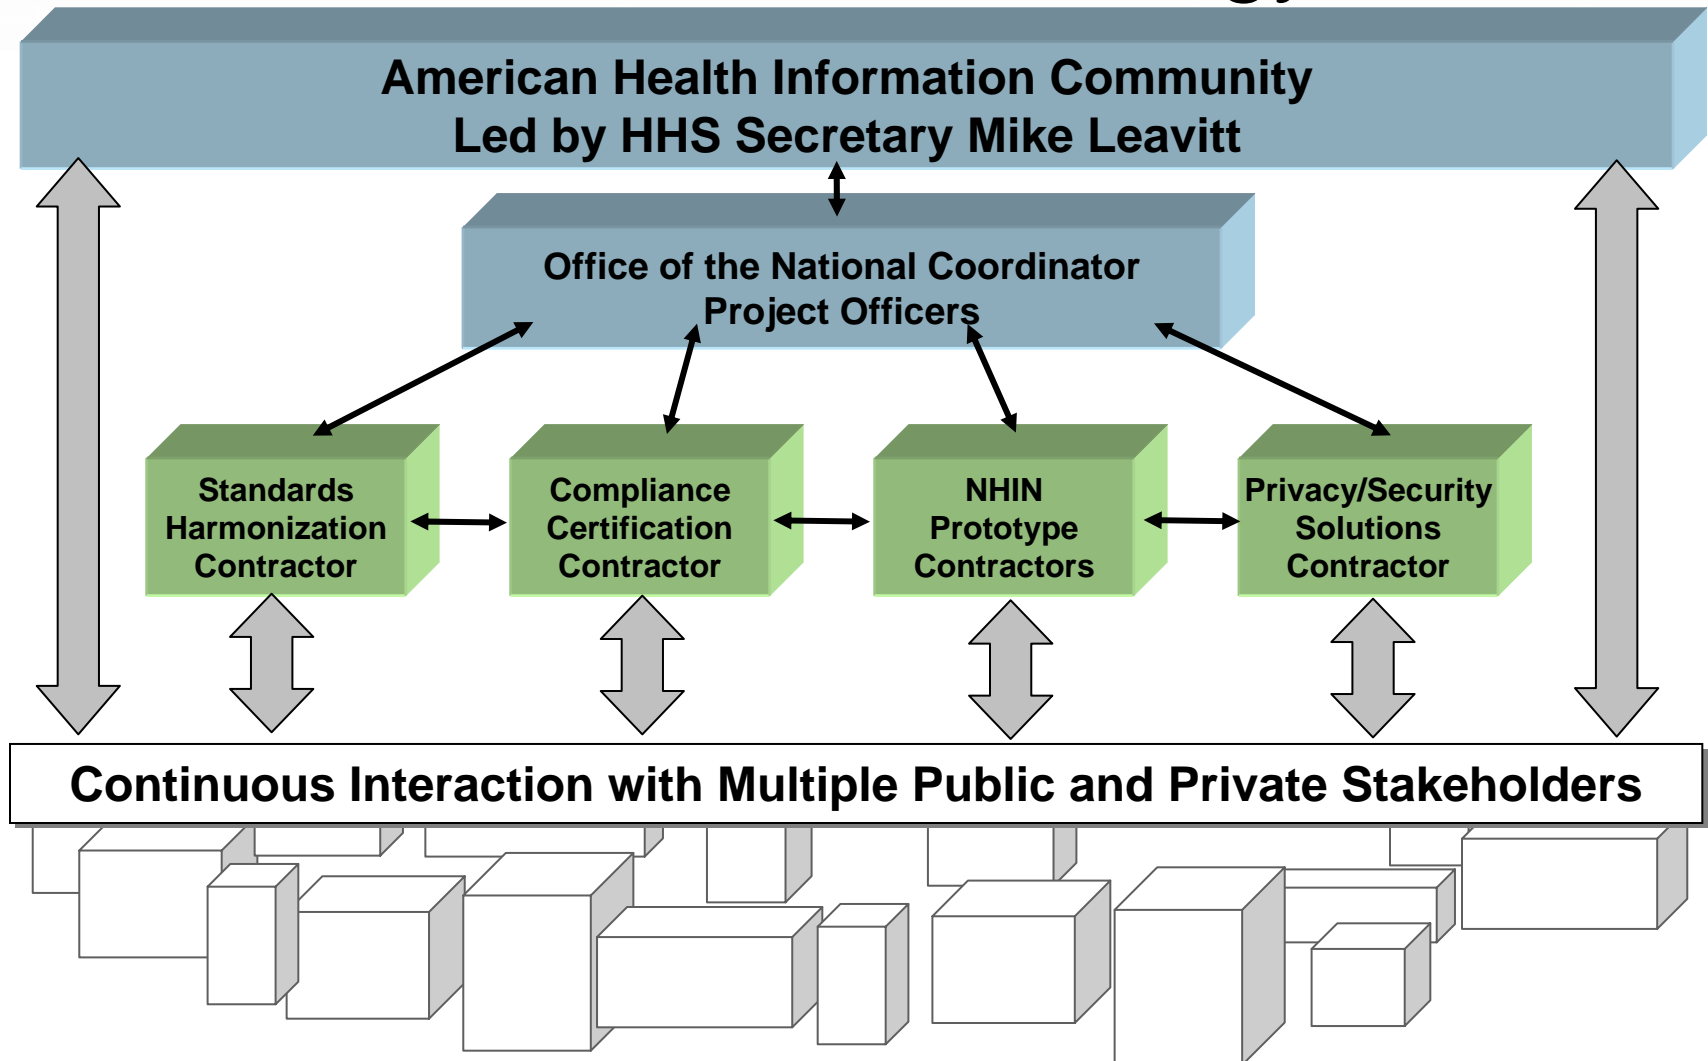 American Health Information Community
Led by HHS Secretary Mike Leavitt
Office of the National Coordinator
Project Officers
Standards
Harmonization
Contractor
Compliance
Certification
Contractor
NHIN
Prototype
Contractors
Privacy/Security
Solutions
Contractor
Continuous Interaction with Multiple Public and Private Stakeholders